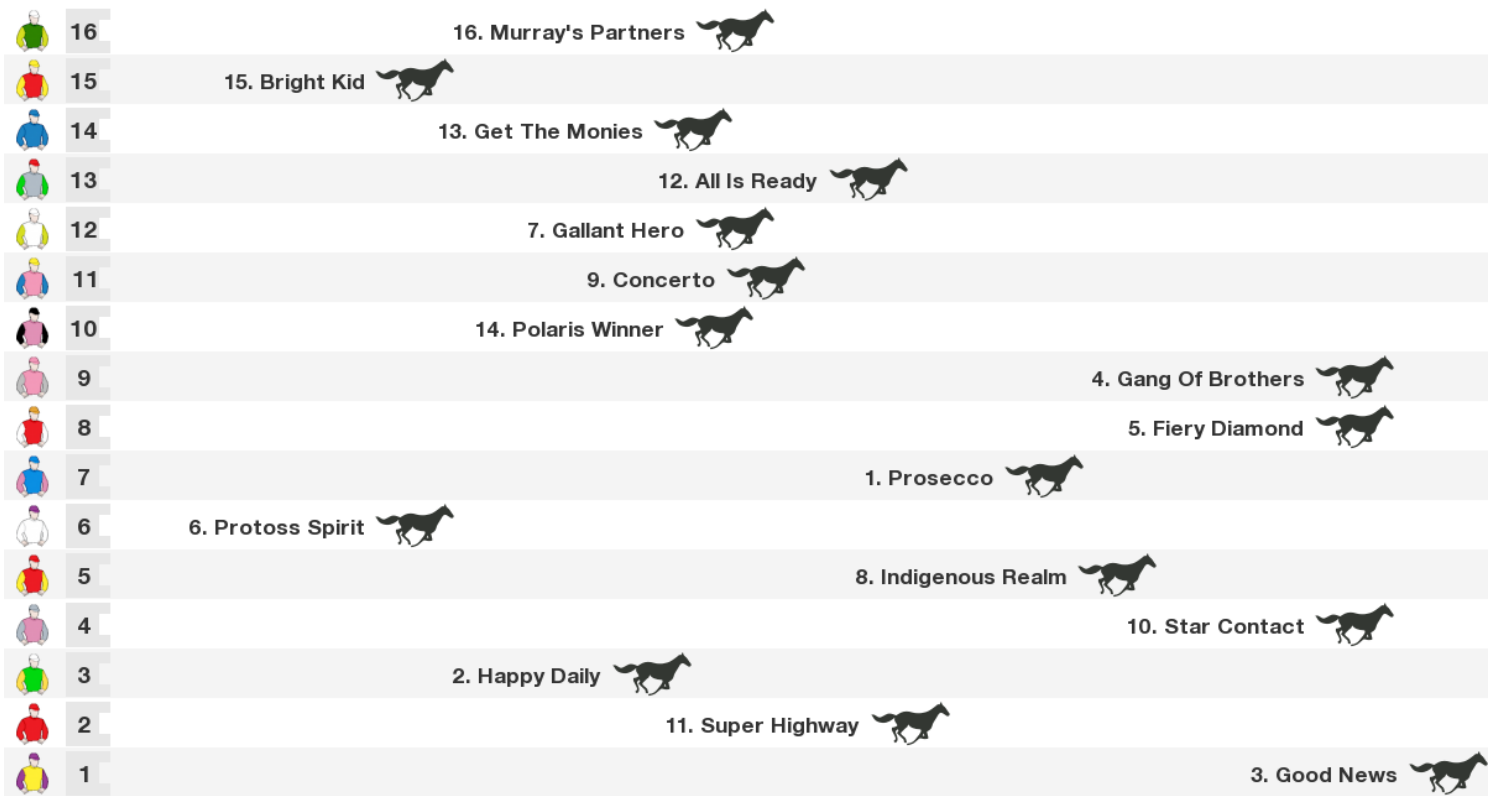 16 16. Murray's Partners
15 15. Bright Kid
14 13. Get The Monies
13 12. All Is Ready
12 7. Gallant Hero
11 9. Concerto
10 14. Polaris Winner
9 4. Gang Of Brothers
8 5. Fiery Diamond
7 1. Prosecco
6 6. Protoss Spirit
5 8. Indigenous Realm
4 10. Star Contact
3 2. Happy Daily
2 11. Super Highway
1 3. Good News